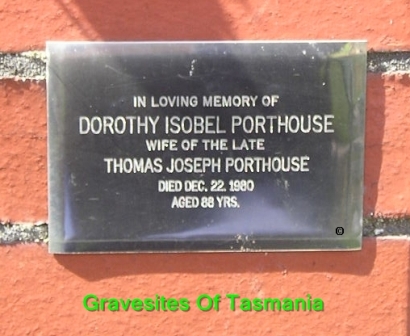 IN LOVING MEMORY OF
DOROTHY ISOBEL PORTHOUSE
WIFE OF THE LATE
THOMAS JOSEPH PORTHOUSE
DIED DEC. 22. 1980
AGED 88 YRS.
©
Gravesites Of Tasmania